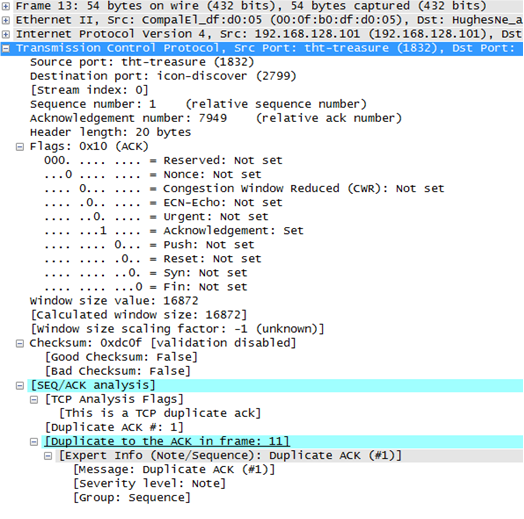 Frame 13: 54 bytes on wire (432 bits), 54 bytes captured (432 bits)
Ethernet II, Src: CompalEl_df:d0:05 (00:0f:b0:df:d0:05), Dst: HughesNe_a
Internet Protocol Version 4, Src: 192.168.128.101 (192.168.128.101), Dst
Transmission Control Protocol, Src Port: tht-treasure (1832), Dst Port:
Source port: tht-treasure (1832)
Destination port: icon-discover (2799)
[Stream index: 0]
Sequence number: 1    (relative sequence number)
Acknowledgement number: 7949    (relative ack number)
Header length: 20 bytes
Flags: 0x10 (ACK)
000. .... .... = Reserved: Not set
...0 .... .... = Nonce: Not set
.... 0... .... = Congestion Window Reduced (CWR): Not set
.... .0.. .... = ECN-Echo: Not set
.... ..0. .... = Urgent: Not set
.... ...1 .... = Acknowledgement: Set
.... .... 0... = Push: Not set
.... .... .0.. = Reset: Not set
.... .... ..0. = Syn: Not set
.... .... ...0 = Fin: Not set
Window size value: 16872
[Calculated window size: 16872]
[Window size scaling factor: -1 (unknown)]
Checksum: 0xdc0f [validation disabled]
[Good Checksum: False]
[Bad Checksum: False]
[SEQ/ACK analysis]
[TCP Analysis Flags]
[This is a TCP duplicate ack]
[Duplicate ACK #: 1]
[Duplicate to the ACK in frame: 11]
[Expert Info (Note/Sequence): Duplicate ACK (#1)]
[Message: Duplicate ACK (#1)]
[Severity level: Note]
[Group: Sequence]